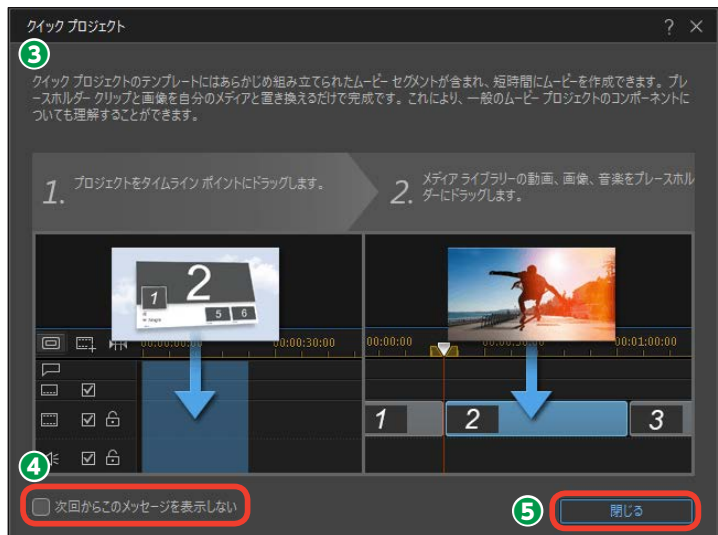 クイック プロジェクト
? ×
3
クイック プロジェクトのテンプレートにはあらかじめ組み立てられたムービー セグメントが含まれ、短時間にムービーを作成できます。プレ
ースホルダー クリップと画像を自分のメディアと置き換えるだけで完成です。これにより、一般のムービー プロジェクトのコンポーネントに
ついても理解することができます。
1. プロジェクトをタイムライン ポイントにドラッグします。
2. メディア ライブラリーの動画、画像、音楽をプレースホル
ダーにドラッグします。
2
1
5 6
00:00:00:00 00:00:30:00
00:00:00 00:01:00:00
1 2 3
4
次回からこのメッセージを表示しない
5
閉じる